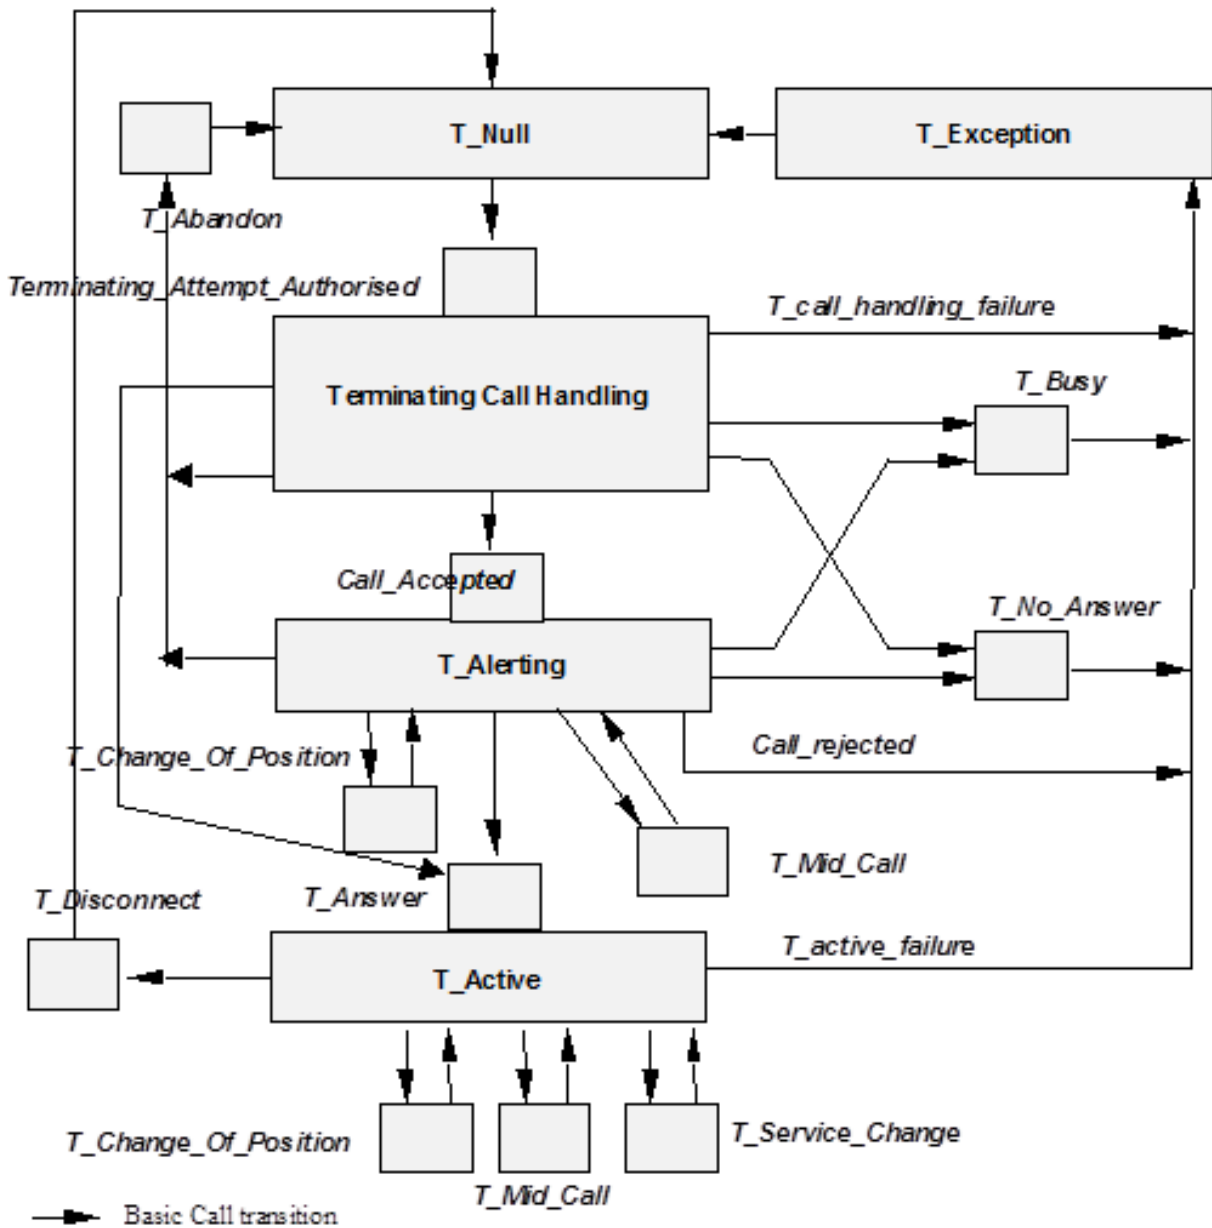 T_Null
T_Exception
T_Abandon
Terminating_Attempt_Authorised
T_call_handling_failure
Terminating Call Handling
T_Busy
Call_Accepted
T_No_Answer
T_Alerting
T_Change_Of_Position
Call_rejected
T_Mid_Call
T_Disconnect
T_Answer
T_active_failure
T_Active
T_Change_Of_Position
T_Service_Change
T_Mid_Call
Basic Call transition